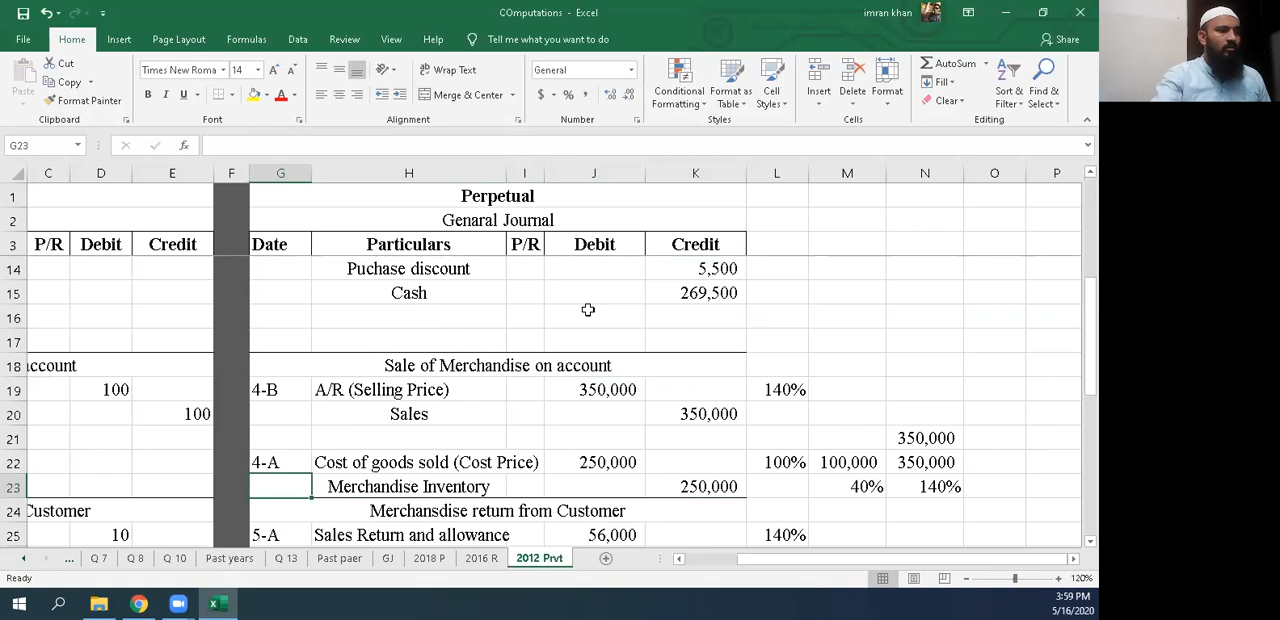 COmputations - Excel
imran khan
File Home Insert Page Layout Formulas Data Review View Help Tell me what you want to do Share
Paste
Cut
Copy
Format Painter
Clipboard
Times New Roma 14
B I U
Font
Wrap Text
Merge & Center
Alignment
General
$ % ,
Number
Conditional Formatting
Format as Table
Cell Styles
Styles
Insert Delete Format
Cells
AutoSum
Fill
Clear
Sort & Filter
Find & Select
Editing
G23
fx
C D E F G H I J K L M N O P
1 Perpetual
2 Genaral Journal
3 P/R Debit Credit Date Particulars P/R Debit Credit
14 Puchase discount 5,500
15 Cash 269,500
16
17
18 account Sale of Merchandise on account
19 100 4-B A/R (Selling Price) 350,000 140%
20 100 Sales 350,000
21 350,000
22 4-A Cost of goods sold (Cost Price) 250,000 100% 100,000 350,000
23 Merchandise Inventory 250,000 40% 140%
24 Customer Merchansdise return from Customer
25 10 5-A Sales Return and allowance 56,000 140%
... Q 7 Q 8 Q 10 Past years Q 13 Past paer GJ 2018 P 2016 R 2012 Prvt
Ready
120%
3:59 PM
5/16/2020